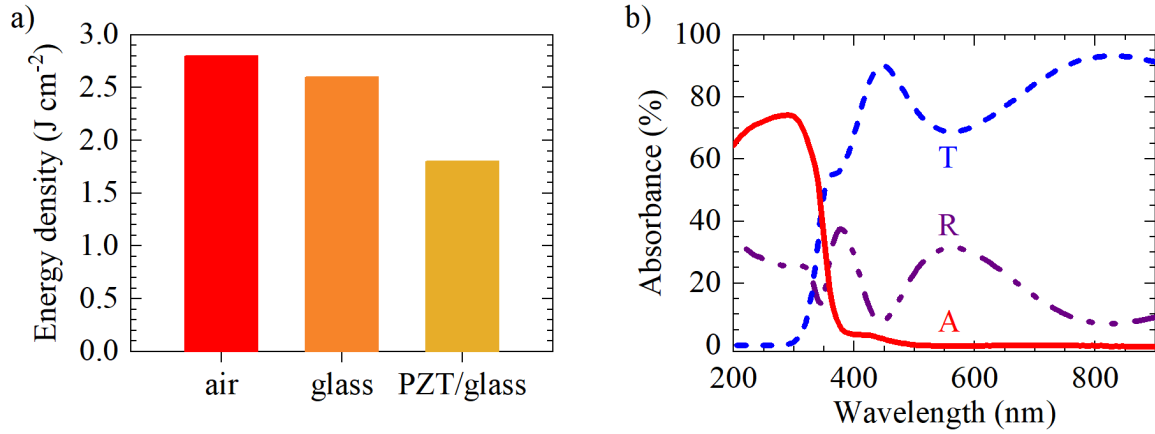 a)
Energy density (J cm⁻²)
3.0
2.5
2.0
1.5
1.0
0.5
0.0
air
glass
PZT/glass
b)
Absorbance (%)
100
80
60
40
20
0
T
R
A
200
400
600
800
Wavelength (nm)